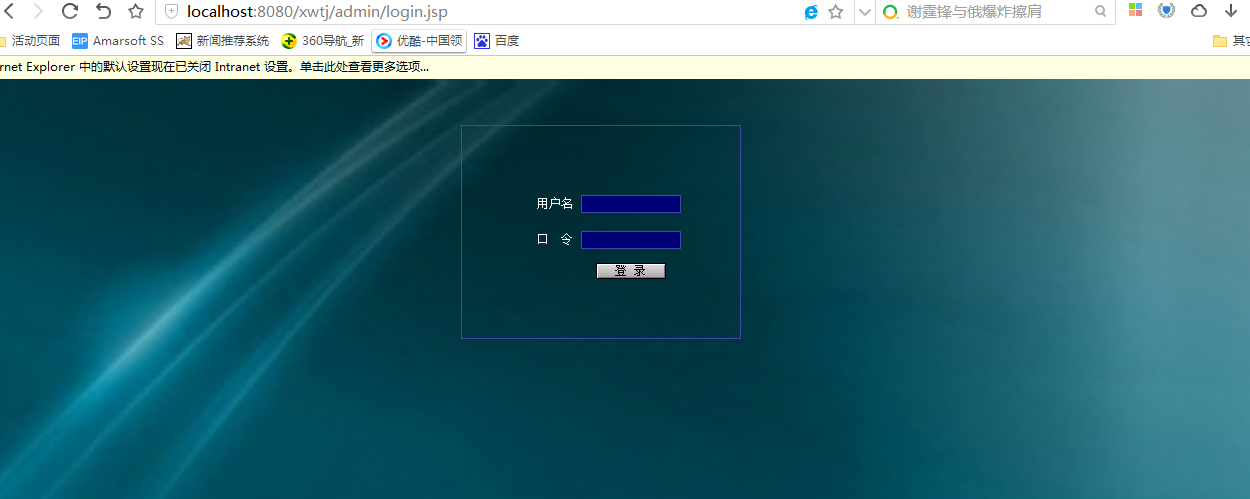 localhost:8080/xwtj/admin/login.jsp
谢霆锋与俄爆炸擦肩
活动页面 EIP Amarsoft SS 新闻推荐系统 360导航_新 优酷-中国领 百度 其它
rnet Explorer 中的默认设置现在已关闭 Intranet 设置。单击此处查看更多选项...
用户名
口 令
登 录